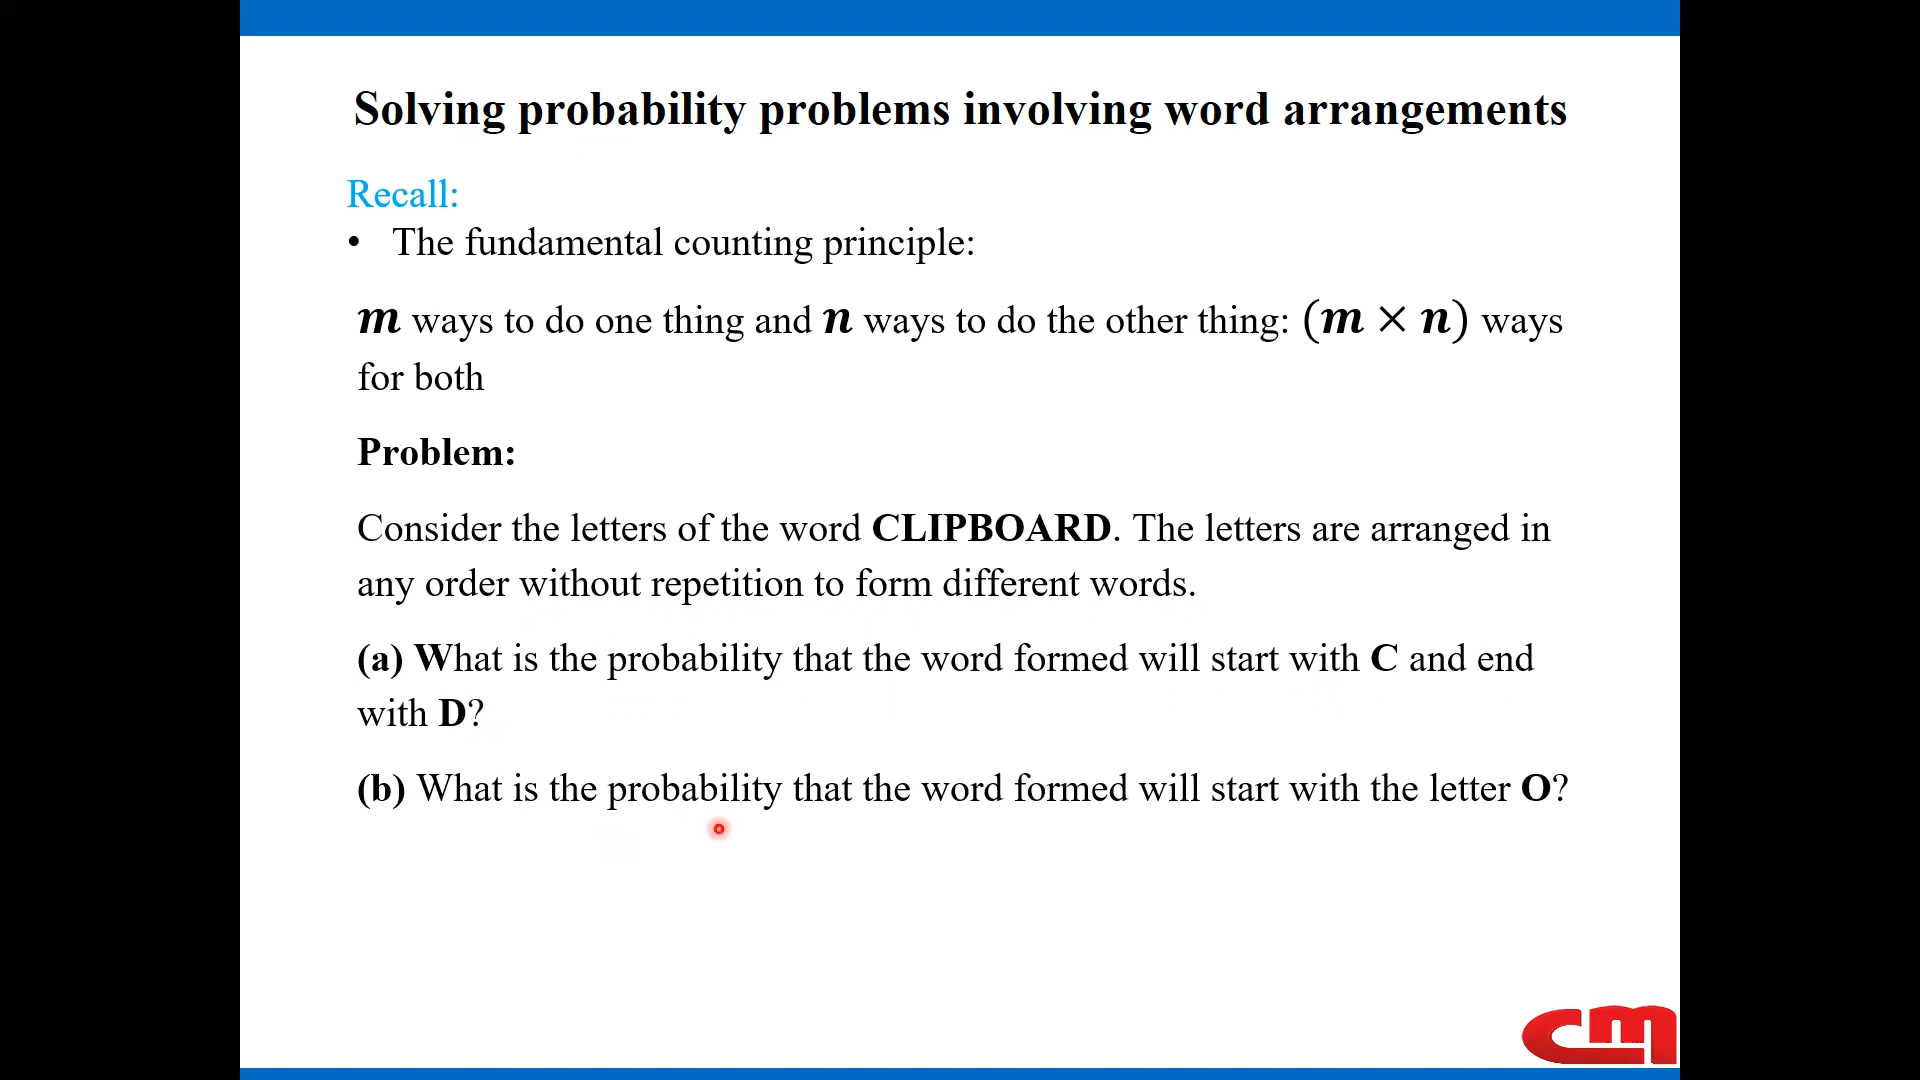 Solving probability problems involving word arrangements
Recall:
• The fundamental counting principle:
m ways to do one thing and n ways to do the other thing: (m × n) ways
for both
Problem:
Consider the letters of the word CLIPBOARD. The letters are arranged in
any order without repetition to form different words.
(a) What is the probability that the word formed will start with C and end
with D?
(b) What is the probability that the word formed will start with the letter O?
cm